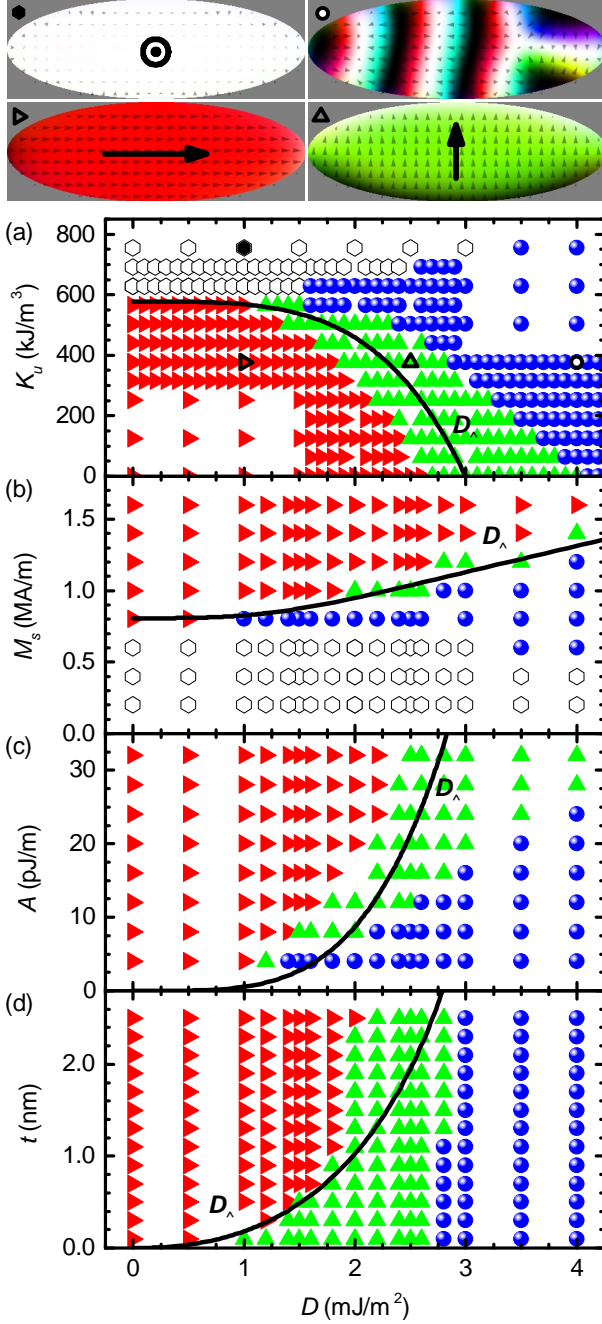 (a)
800
600
400
200
0
K_u (kJ/m³)
D_^
(b)
1.5
1.0
0.5
0.0
M_s (MA/m)
D_^
(c)
30
20
10
0
A (pJ/m)
D_^
(d)
2.0
1.0
0.0
t (nm)
D_^
0 1 2 3 4
D (mJ/m²)